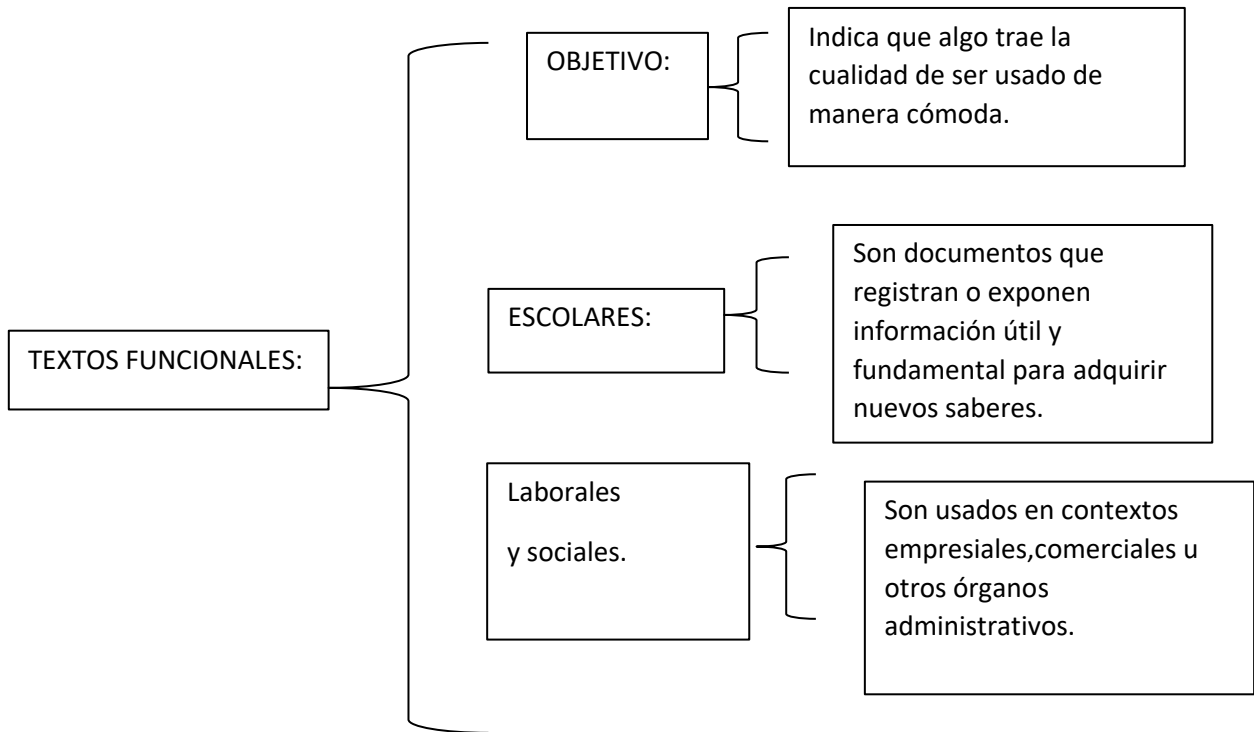 TEXTOS FUNCIONALES:
OBJETIVO:
Indica que algo trae la
cualidad de ser usado de
manera cómoda.
ESCOLARES:
Son documentos que
registran o exponen
información útil y
fundamental para adquirir
nuevos saberes.
Laborales
y sociales.
Son usados en contextos
empresiales,comerciales u
otros órganos
administrativos.